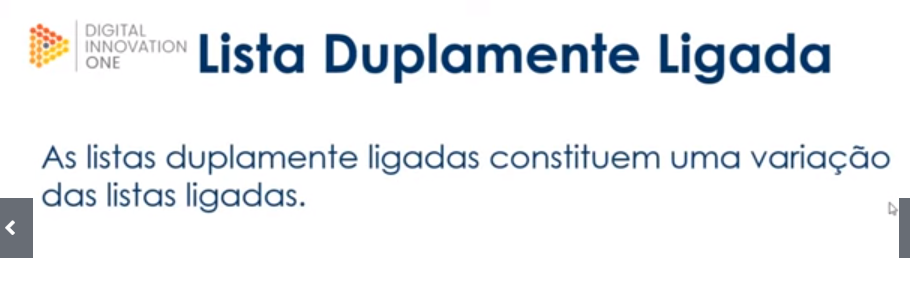 DIGITAL
INNOVATION
ONE
Lista Duplamente Ligada
As listas duplamente ligadas constituem uma variação
das listas ligadas.